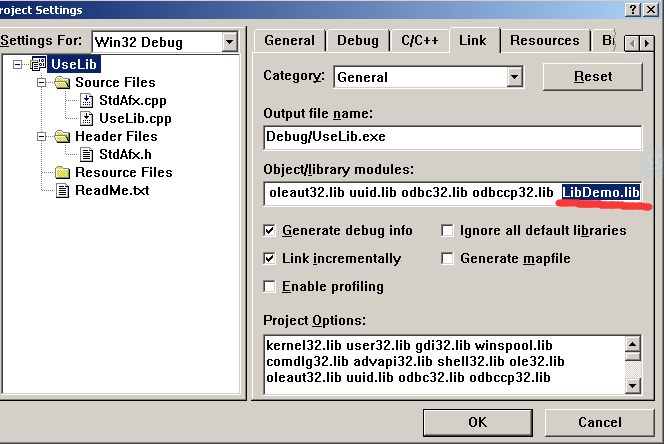 roject Settings
Settings For: Win32 Debug
General Debug C/C++ Link Resources
UseLib
Source Files
StdAfx.cpp
UseLib.cpp
Header Files
StdAfx.h
Resource Files
ReadMe.txt
Category: General Reset
Output file name:
Debug/UseLib.exe
Object/library modules:
oleaut32.lib uuid.lib odbc32.lib odbccp32.lib LibDemo.lib
Generate debug info Ignore all default libraries
Link incrementally Generate mapfile
Enable profiling
Project Options:
kernel32.lib user32.lib gdi32.lib winspool.lib
comdlg32.lib advapi32.lib shell32.lib ole32.lib
oleaut32.lib uuid.lib odbc32.lib odbccp32.lib
OK Cancel